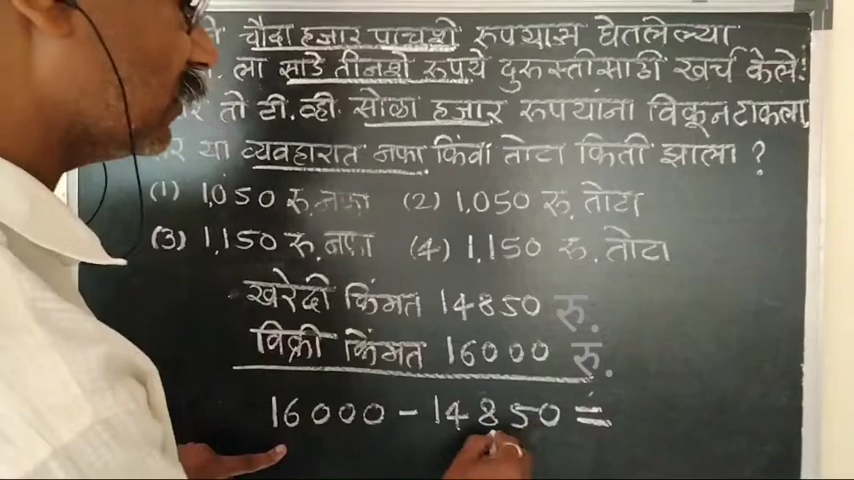 चौदा हजार पाचशे रुपयास घेतलेल्या
ला साडे तीनशे रुपये दुरुस्तीसाठी खर्च केले.
तो टी.व्ही. सोळा हजार रुपयांना विकून टाकला,
या व्यवहारात नफा किंवा तोटा किती झाला ?
(1) 1,050 रु. नफा (2) 1,050 रु. तोटा
(3) 1,150 रु. नफा (4) 1,150 रु. तोटा
खरेदी किंमत 14850 रु.
विक्री किंमत 16000 रु.
16000 - 14850 =